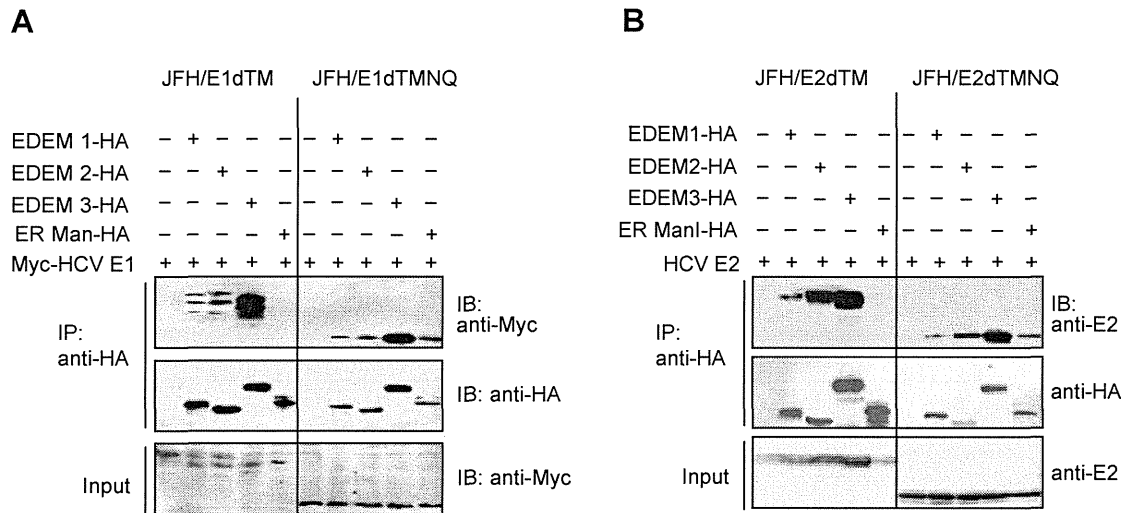 A
JFH/E1dTM JFH/E1dTMNQ
EDEM 1-HA – + – – – – + – – –
EDEM 2-HA – – + – – – – + – –
EDEM 3-HA – – – + – – – – + –
ER Man-HA – – – – + – – – – +
Myc-HCV E1 + + + + + + + + + +
IP: anti-HA
IB: anti-Myc
IB: anti-HA
Input
IB: anti-Myc
B
JFH/E2dTM JFH/E2dTMNQ
EDEM1-HA – + – – – – + – – –
EDEM2-HA – – + – – – – + – –
EDEM3-HA – – – + – – – – + –
ER ManI-HA – – – – + – – – – +
HCV E2 + + + + + + + + + +
IP: anti-HA
IB: anti-E2
anti-HA
Input
anti-E2